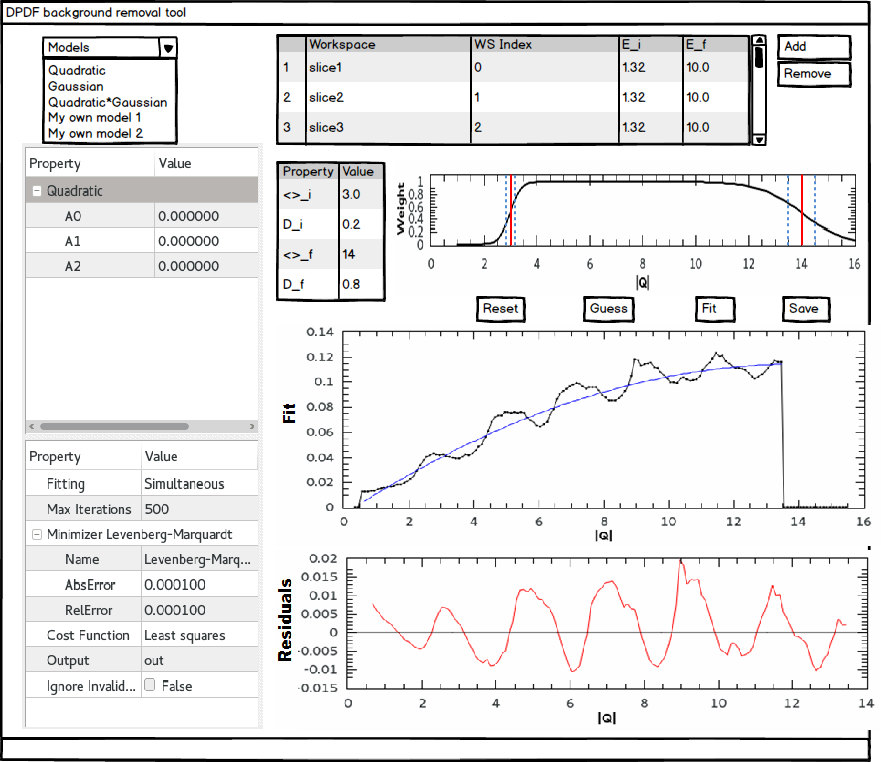 DPDF background removal tool
Models
Quadratic
Gaussian
Quadratic*Gaussian
My own model 1
My own model 2
Workspace WS Index E_i E_f
1 slice1 0 1.32 10.0
2 slice2 1 1.32 10.0
3 slice3 2 1.32 10.0
Add
Remove
Property Value
Quadratic
A0 0.000000
A1 0.000000
A2 0.000000
Property Value
<>_i 3.0
D_i 0.2
<>_f 14
D_f 0.8
Weight
1
0.8
0.6
0.4
0.2
0
0 2 4 6 8 10 12 14 16
|Q|
Reset Guess Fit Save
Fit
0.14
0.12
0.1
0.08
0.06
0.04
0.02
0
0 2 4 6 8 10 12 14 16
|Q|
Property Value
Fitting Simultaneous
Max Iterations 500
Minimizer Levenberg-Marquardt
Name Levenberg-Marq...
AbsError 0.000100
RelError 0.000100
Cost Function Least squares
Output out
Ignore Invalid... False
Residuals
0.02
0.015
0.01
0.005
0
-0.005
-0.01
-0.015
0 2 4 6 8 10 12 14
|Q|